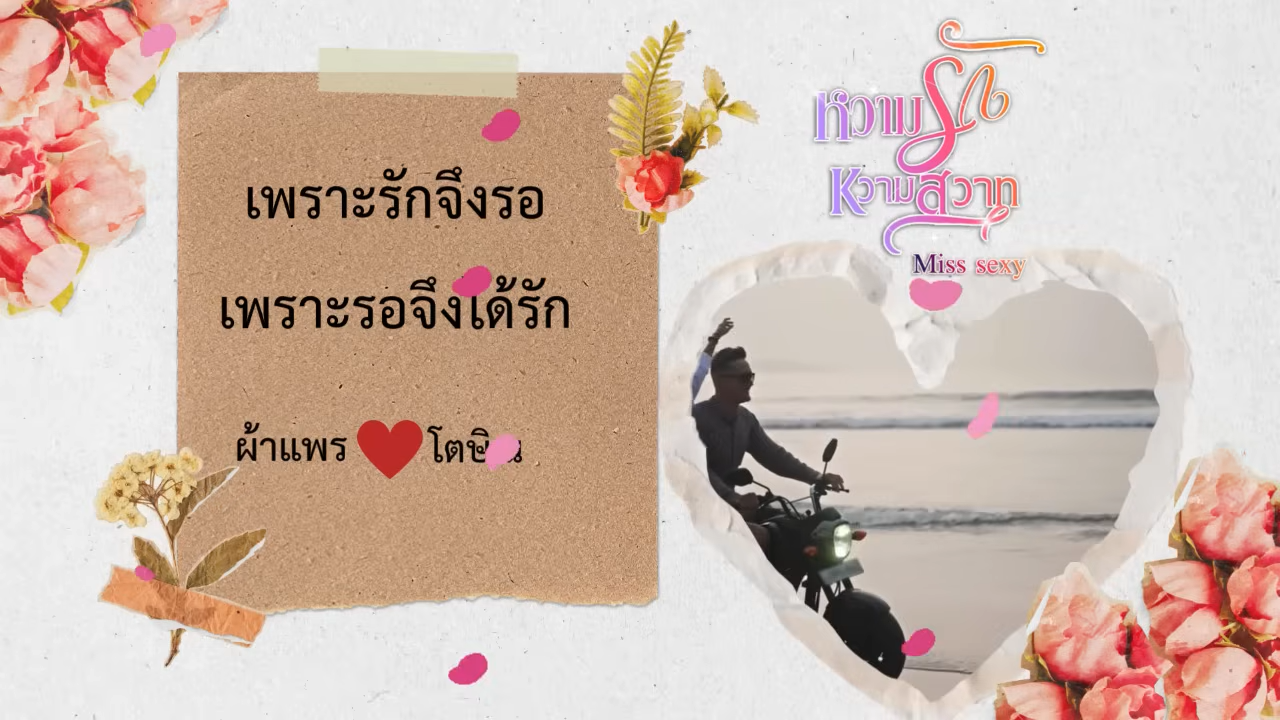 เพราะรักจึงรอ
เพราะรอจึงได้รัก
ผ้าแพร
หวามรัก
หวามสวาท
Miss sexy